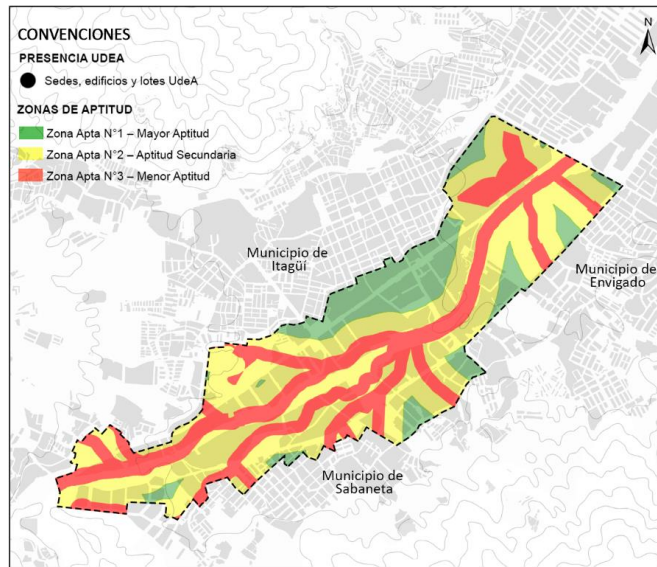 CONVENCIONES
PRESENCIA UDEA
Sedes, edificios y lotes UdeA
ZONAS DE APTITUD
Zona Apta N°1 – Mayor Aptitud
Zona Apta N°2 – Aptitud Secundaria
Zona Apta N°3 – Menor Aptitud
N
Municipio de
Itagüí
Municipio de
Envigado
Municipio de
Sabaneta